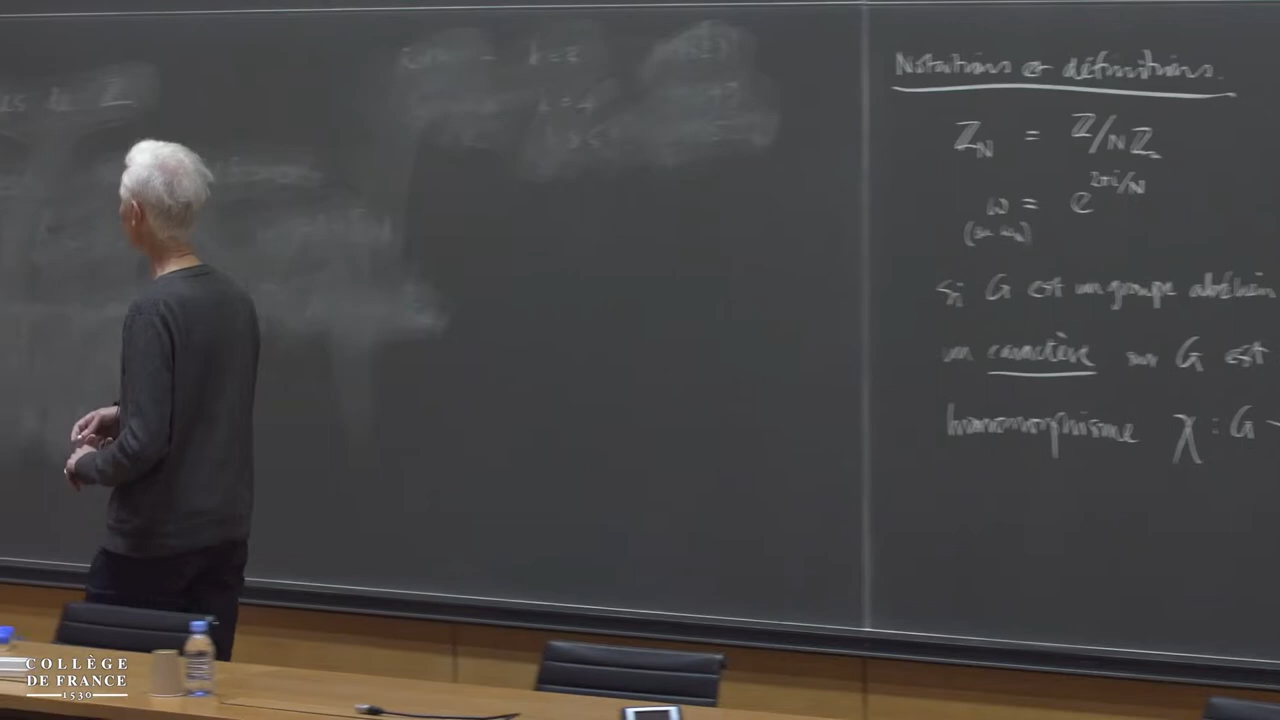 Notations et définitions.
Z_N = Z/NZ
ω = e^{2πi/N}
(ou ω_N)
si G est un groupe abélien
un caractère sur G est
homomorphisme χ : G
COLLÈGE
DE FRANCE
1530